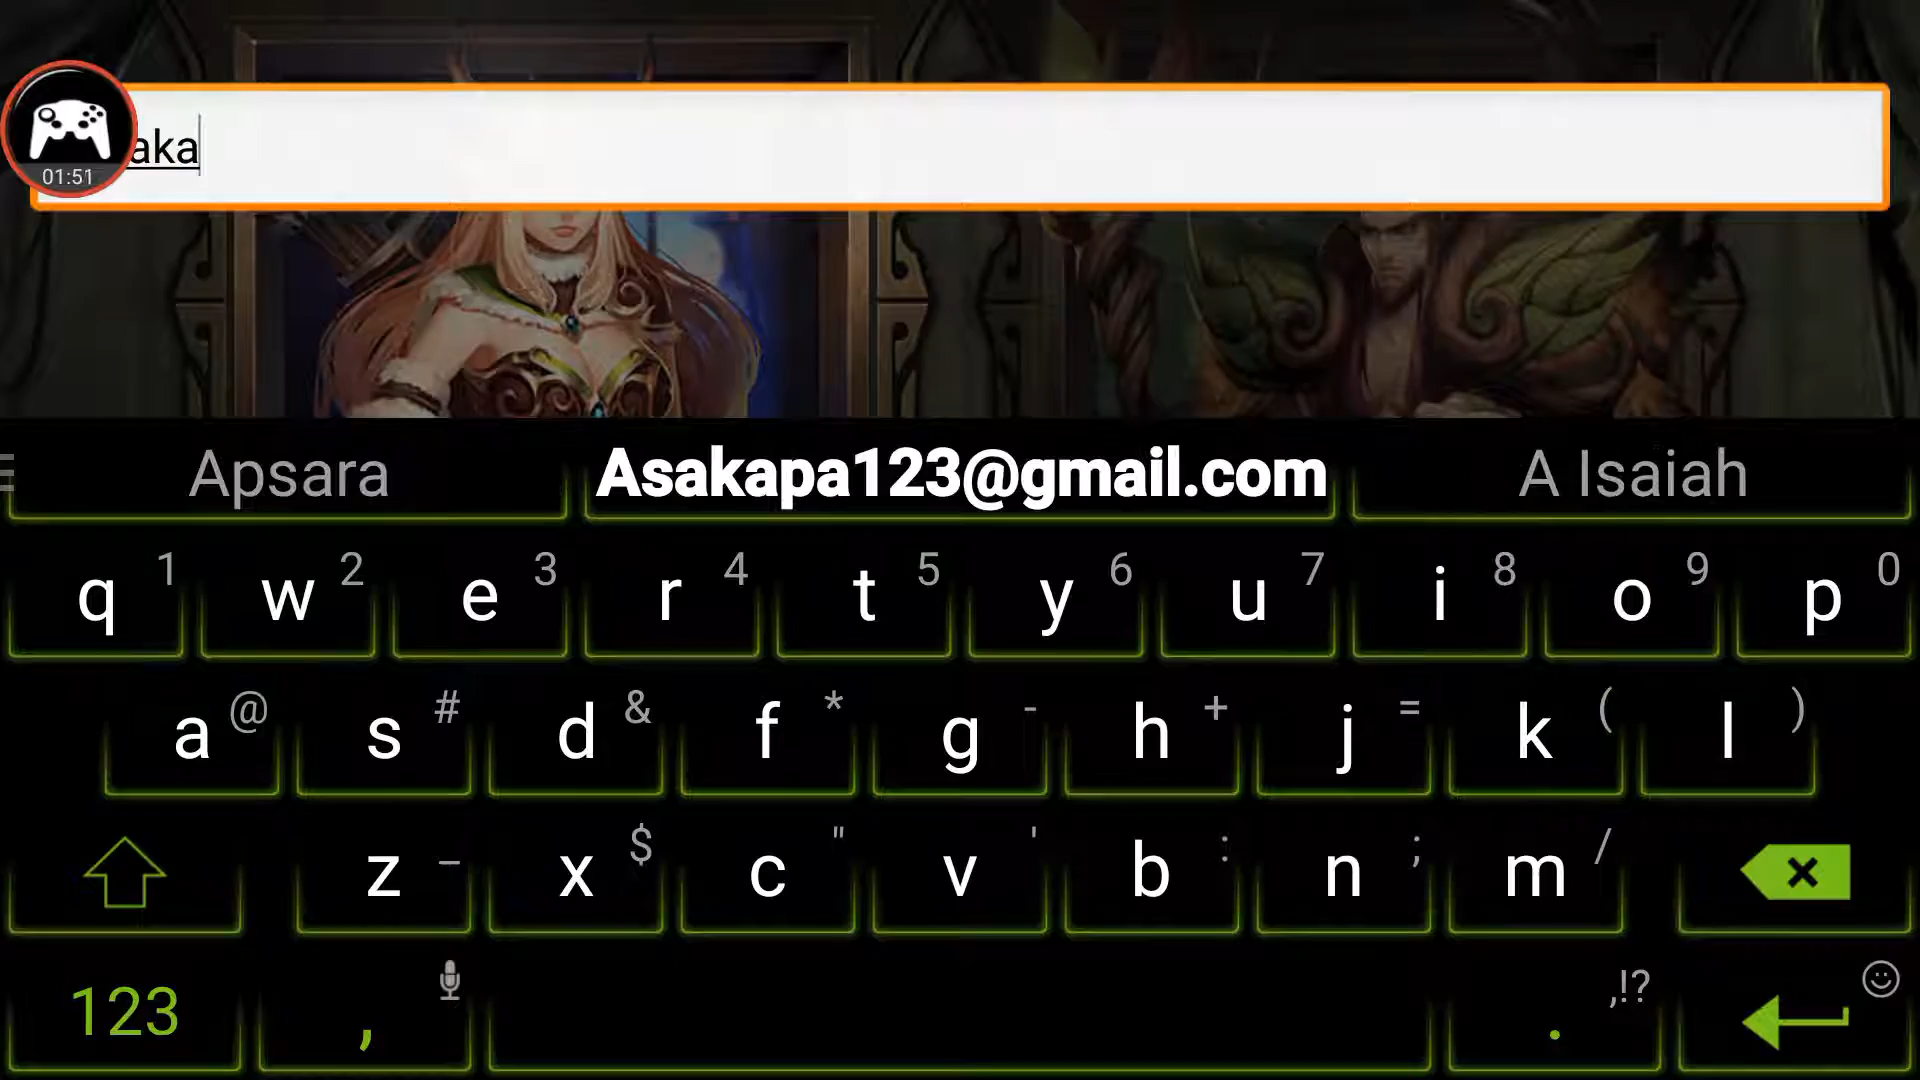 aka
01:51
Apsara Asakapa123@gmail.com A Isaiah
q 1 w 2 e 3 r 4 t 5 y 6 u 7 i 8 o 9 p 0
a @ s # d & f * g - h + j = k ( l )
z _ x $ c " v ' b : n ; m /
123 , . ,!?